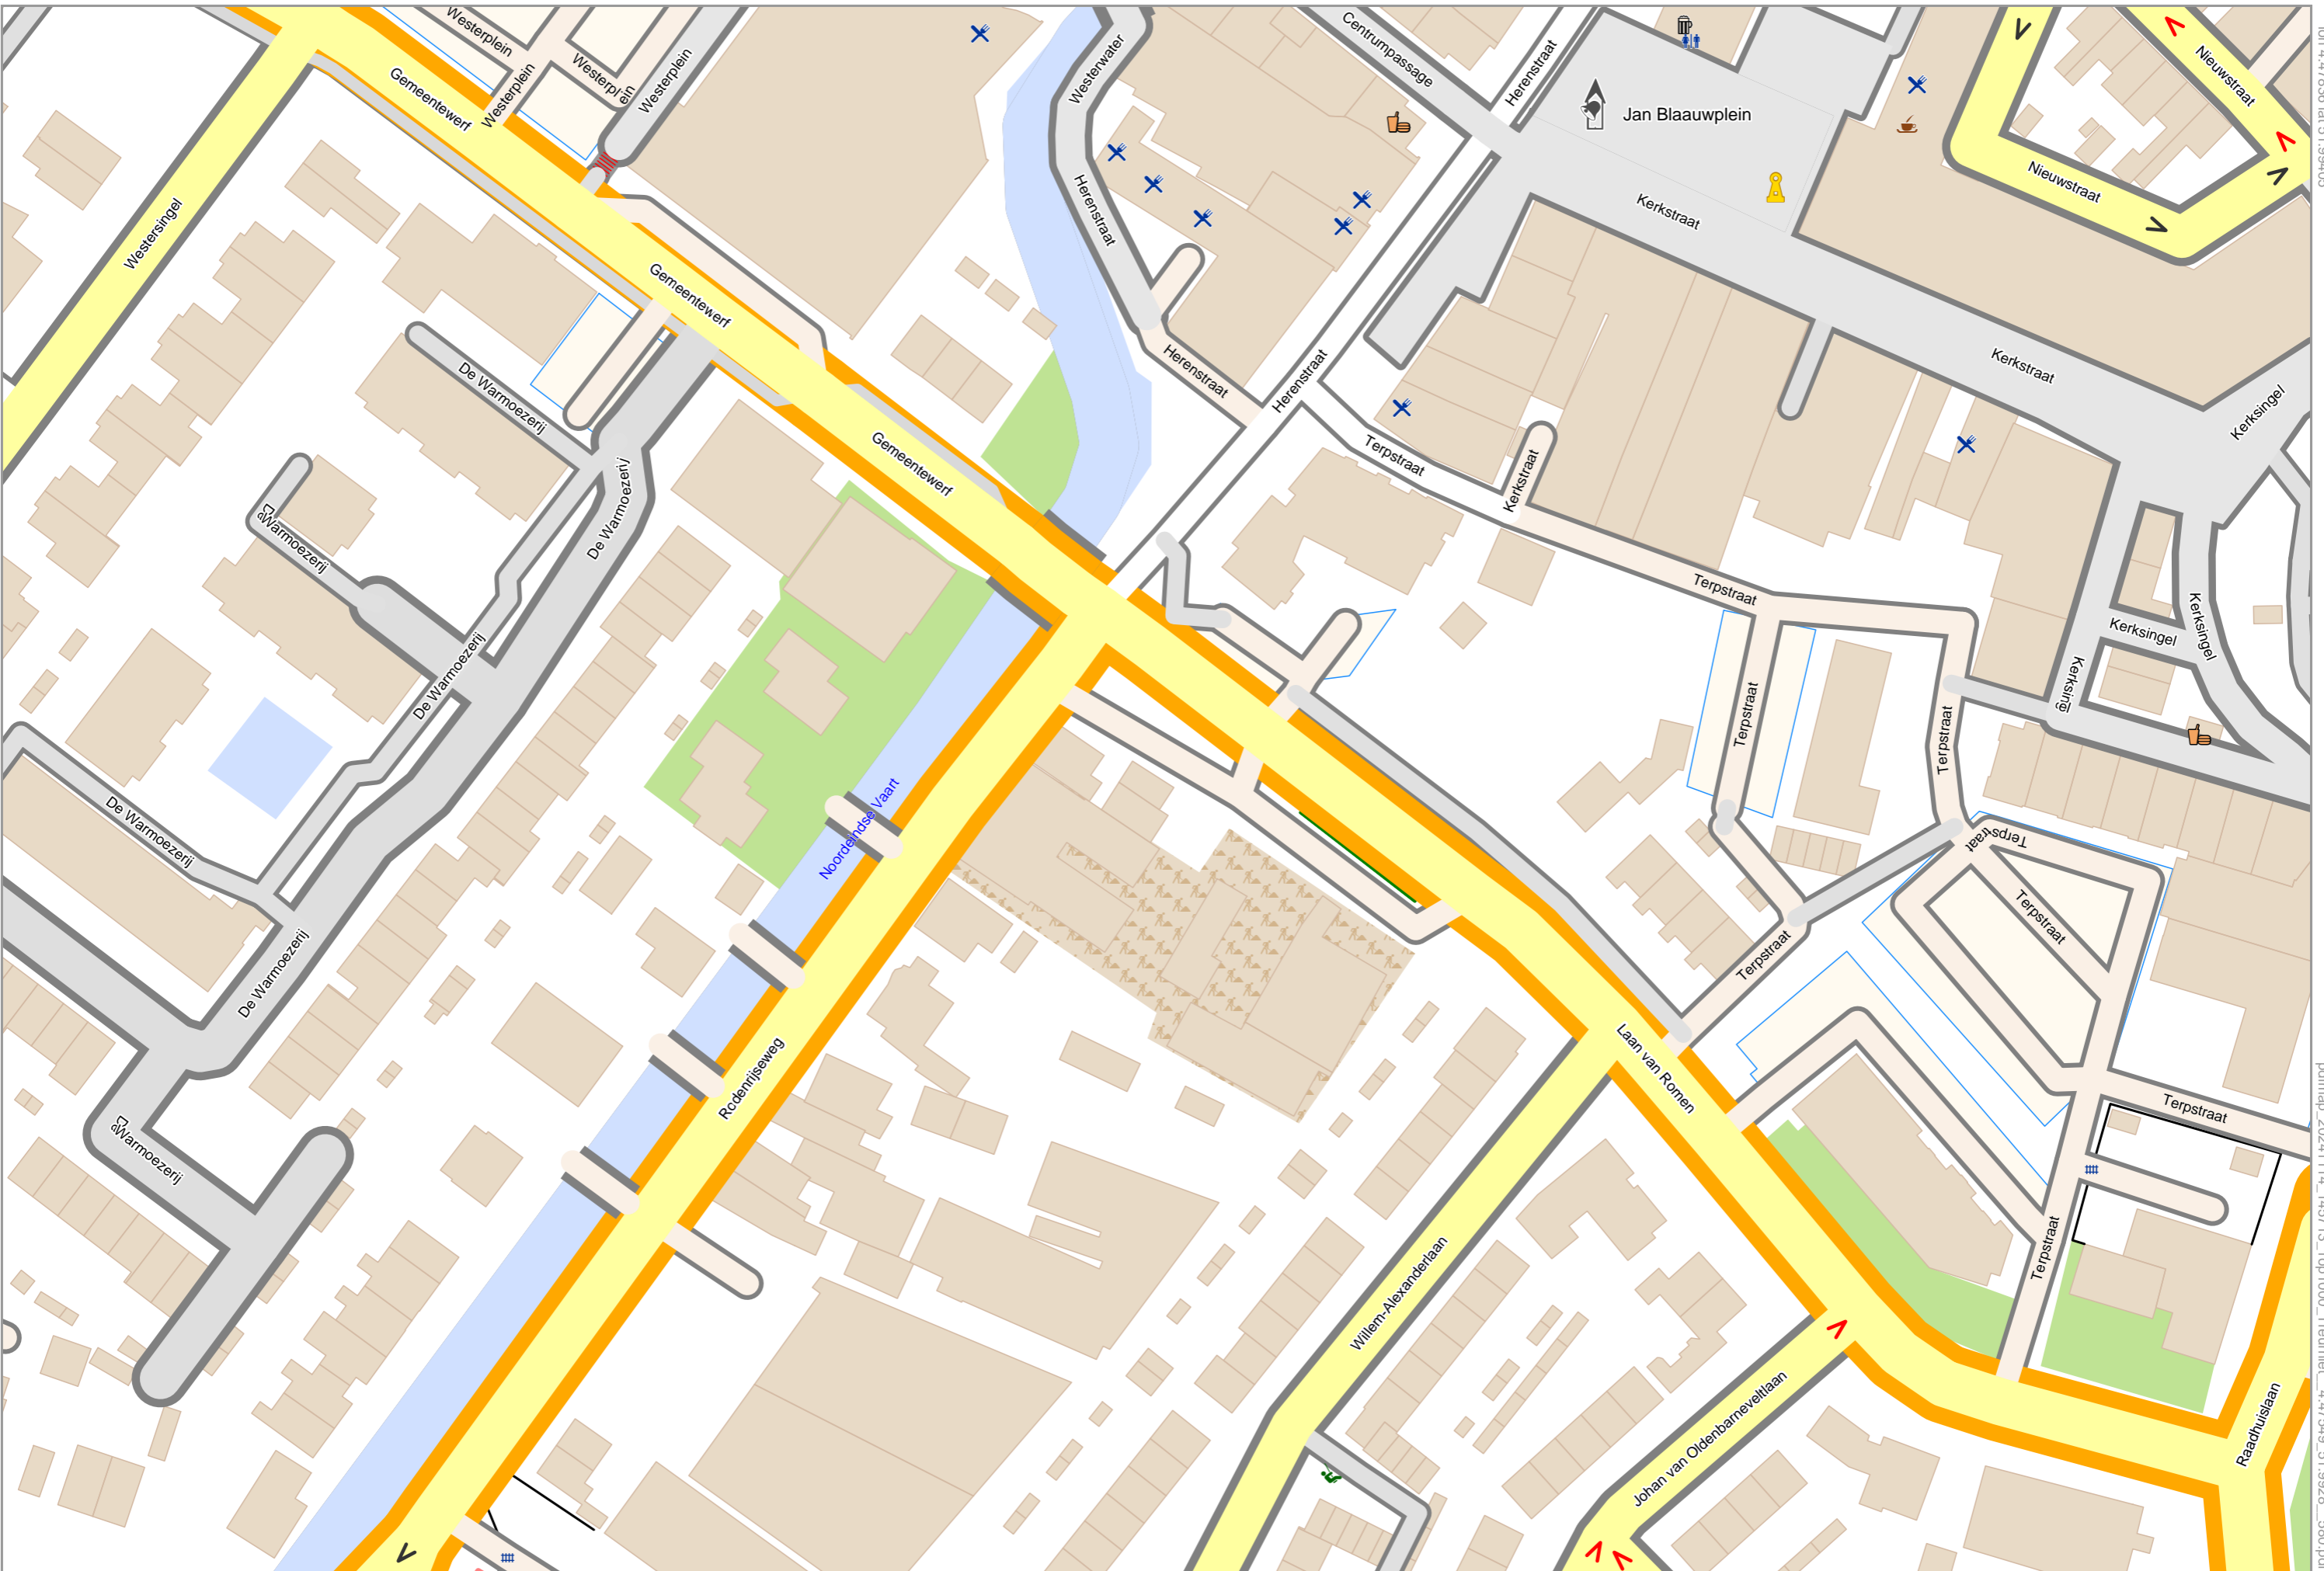 Westerplein
Centrumpassage
Westerplein
Westerplein
Westerwater
Herenstraat
Nieuwstraat
Gemeentewerf
Westerplein
Westerpl
ein
Jan Blaauwplein
Nieuwstraat
Westersingel
Herenstraat
Kerkstraat
Gemeentewerf
Herenstraat
Herenstraat
Kerkstraat
De Warmoezerij
Kerksingel
Gemeentewerf
Terpstraat
Kerkstraat
De Warmoezerij
De
Warmoezerij
Terpstraat
Kerksingel
Kerksingel
De Warmoezerij
Kerksingel
Terpstraat
Terpstraat
De Warmoezerij
Noordeindse Vaart
Terpstraat
Terpstraat
Terpstraat
De Warmoezerij
Rodenrijseweg
Laan van Romen
Terpstraat
De
Warmoezerij
Willem-Alexanderlaan
Terpstraat
Johan van Oldenbarneveltlaan
Raadhuislaan